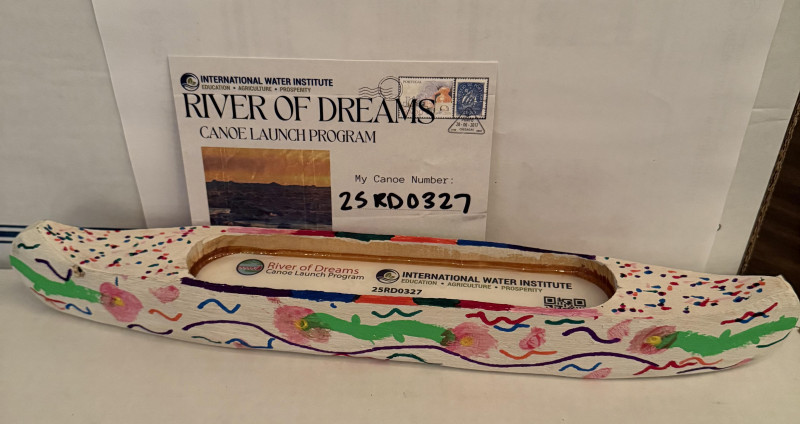 INTERNATIONAL WATER INSTITUTE
EDUCATION • AGRICULTURE • PROSPERITY
RIVER OF DREAMS
CANOE LAUNCH PROGRAM
PORTUGAL
My Canoe Number:
25RD0327
River of Dreams
Canoe Launch Program
25RD0327
INTERNATIONAL WATER INSTITUTE
EDUCATION • AGRICULTURE • PROSPERITY